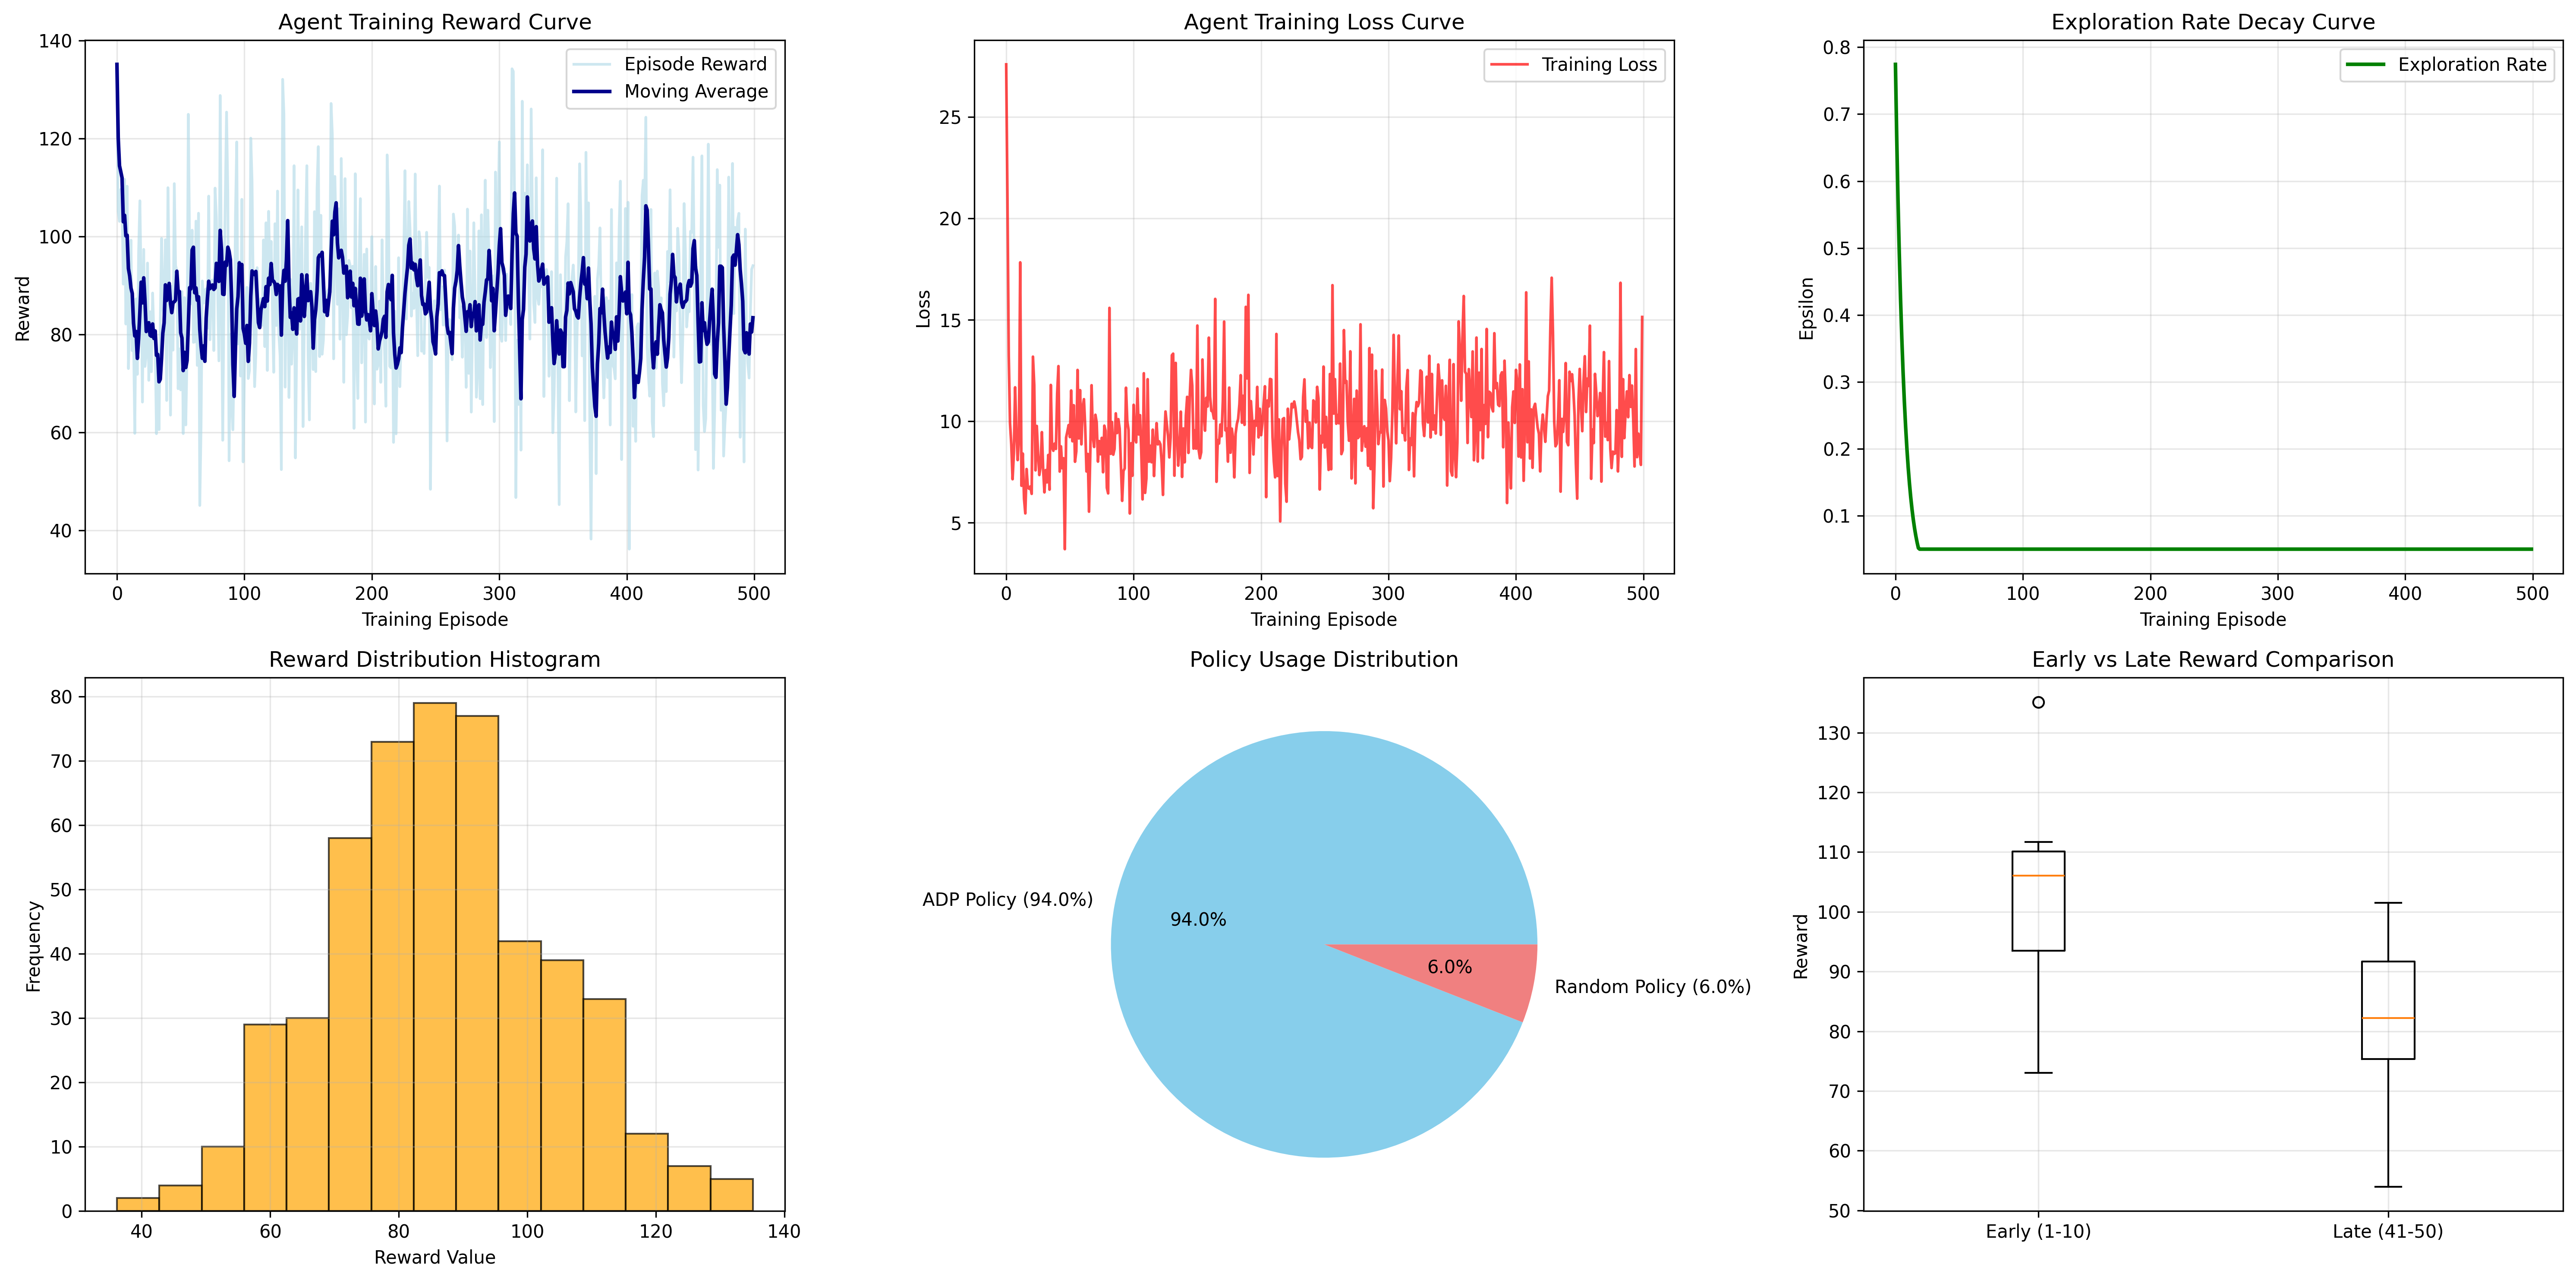 Agent Training Reward Curve
140
120
100
80
60
40
Reward
Episode Reward
Moving Average
0 100 200 300 400 500
Training Episode
Agent Training Loss Curve
25
20
15
10
5
Loss
Training Loss
0 100 200 300 400 500
Training Episode
Exploration Rate Decay Curve
0.8
0.7
0.6
0.5
0.4
0.3
0.2
0.1
Epsilon
Exploration Rate
0 100 200 300 400 500
Training Episode
Reward Distribution Histogram
80
70
60
50
40
30
20
10
0
Frequency
40 60 80 100 120 140
Reward Value
Policy Usage Distribution
ADP Policy (94.0%)
94.0%
6.0%
Random Policy (6.0%)
Early vs Late Reward Comparison
130
120
110
100
90
80
70
60
50
Reward
Early (1-10) Late (41-50)